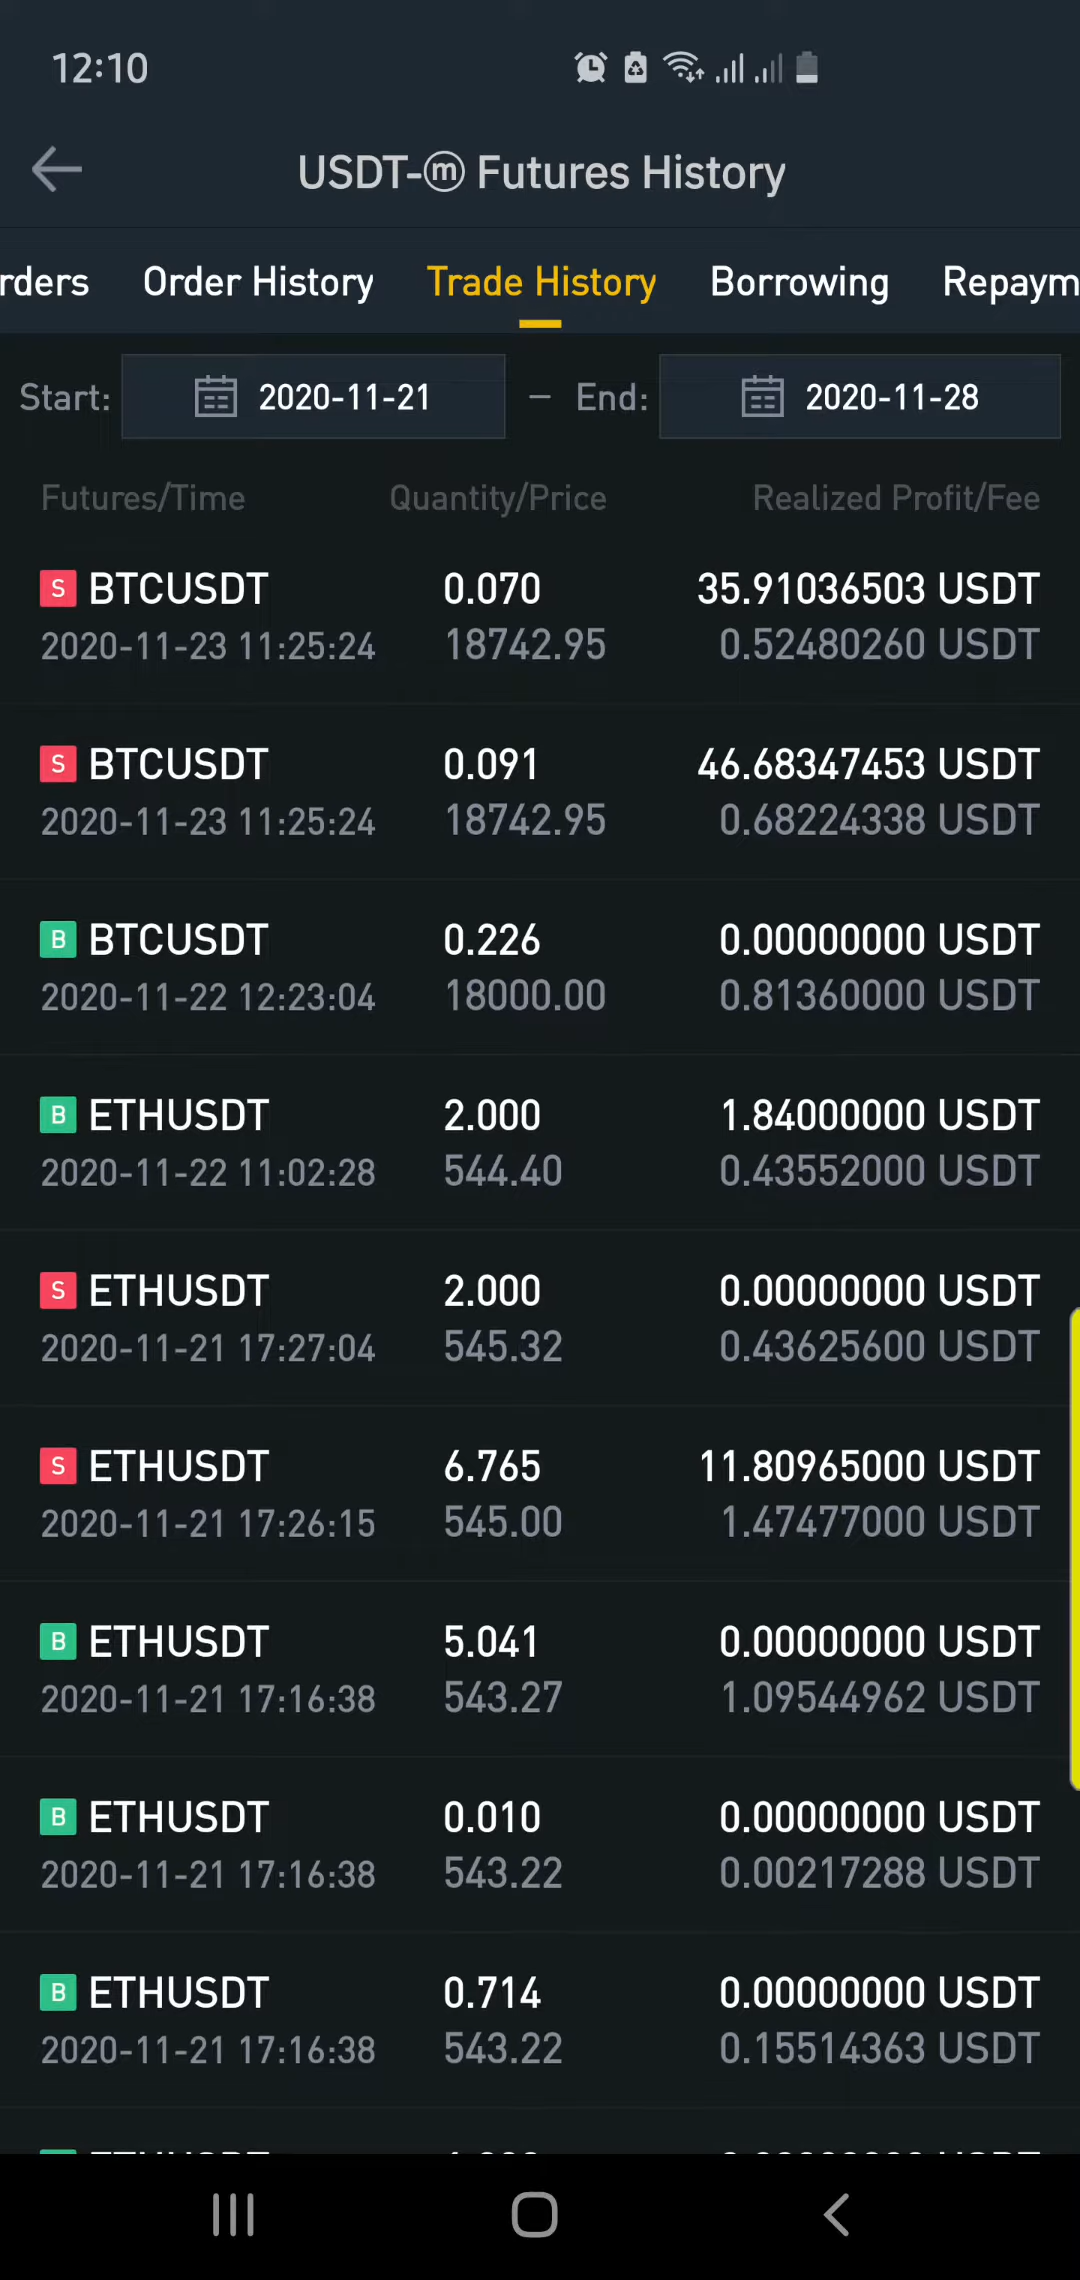 12:10
USDT-ⓜ Futures History
rders Order History Trade History Borrowing Repaym
Start: 2020-11-21 – End: 2020-11-28
Futures/Time Quantity/Price Realized Profit/Fee
S BTCUSDT 0.070 35.91036503 USDT
2020-11-23 11:25:24 18742.95 0.52480260 USDT
S BTCUSDT 0.091 46.68347453 USDT
2020-11-23 11:25:24 18742.95 0.68224338 USDT
B BTCUSDT 0.226 0.00000000 USDT
2020-11-22 12:23:04 18000.00 0.81360000 USDT
B ETHUSDT 2.000 1.84000000 USDT
2020-11-22 11:02:28 544.40 0.43552000 USDT
S ETHUSDT 2.000 0.00000000 USDT
2020-11-21 17:27:04 545.32 0.43625600 USDT
S ETHUSDT 6.765 11.80965000 USDT
2020-11-21 17:26:15 545.00 1.47477000 USDT
B ETHUSDT 5.041 0.00000000 USDT
2020-11-21 17:16:38 543.27 1.09544962 USDT
B ETHUSDT 0.010 0.00000000 USDT
2020-11-21 17:16:38 543.22 0.00217288 USDT
B ETHUSDT 0.714 0.00000000 USDT
2020-11-21 17:16:38 543.22 0.15514363 USDT